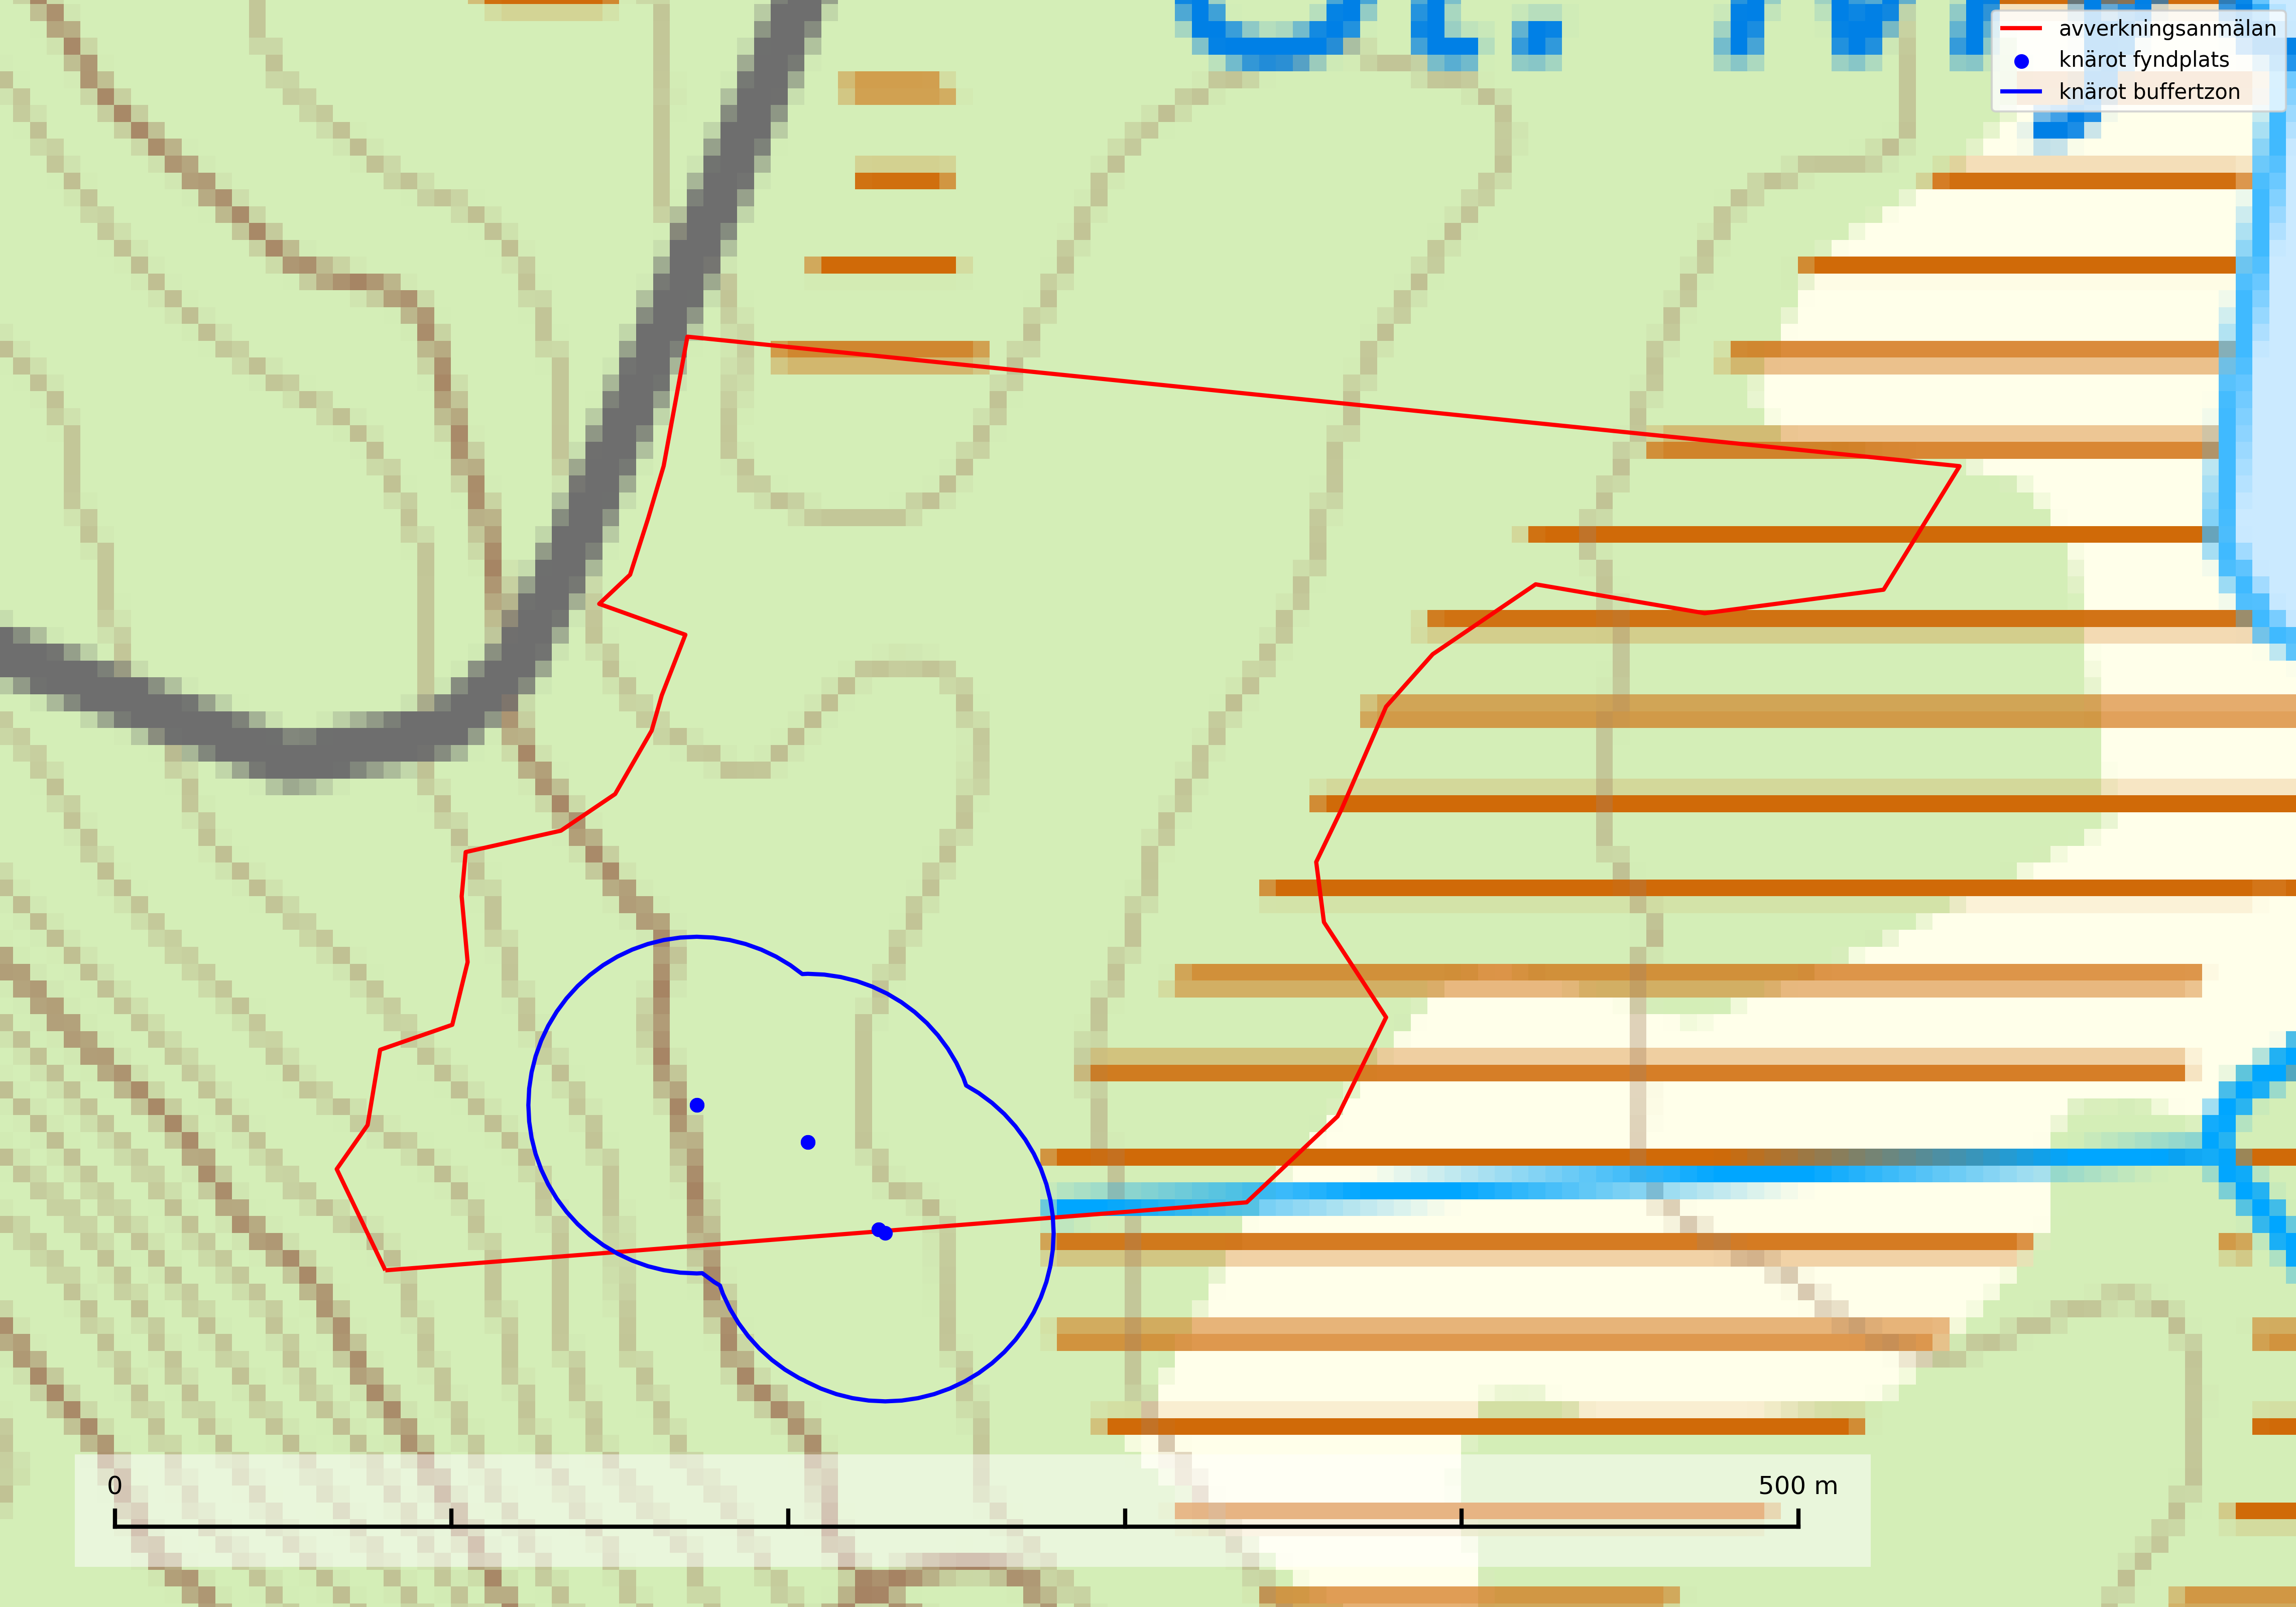 avverkningsanmälan
knärot fyndplats
knärot buffertzon
0
500 m